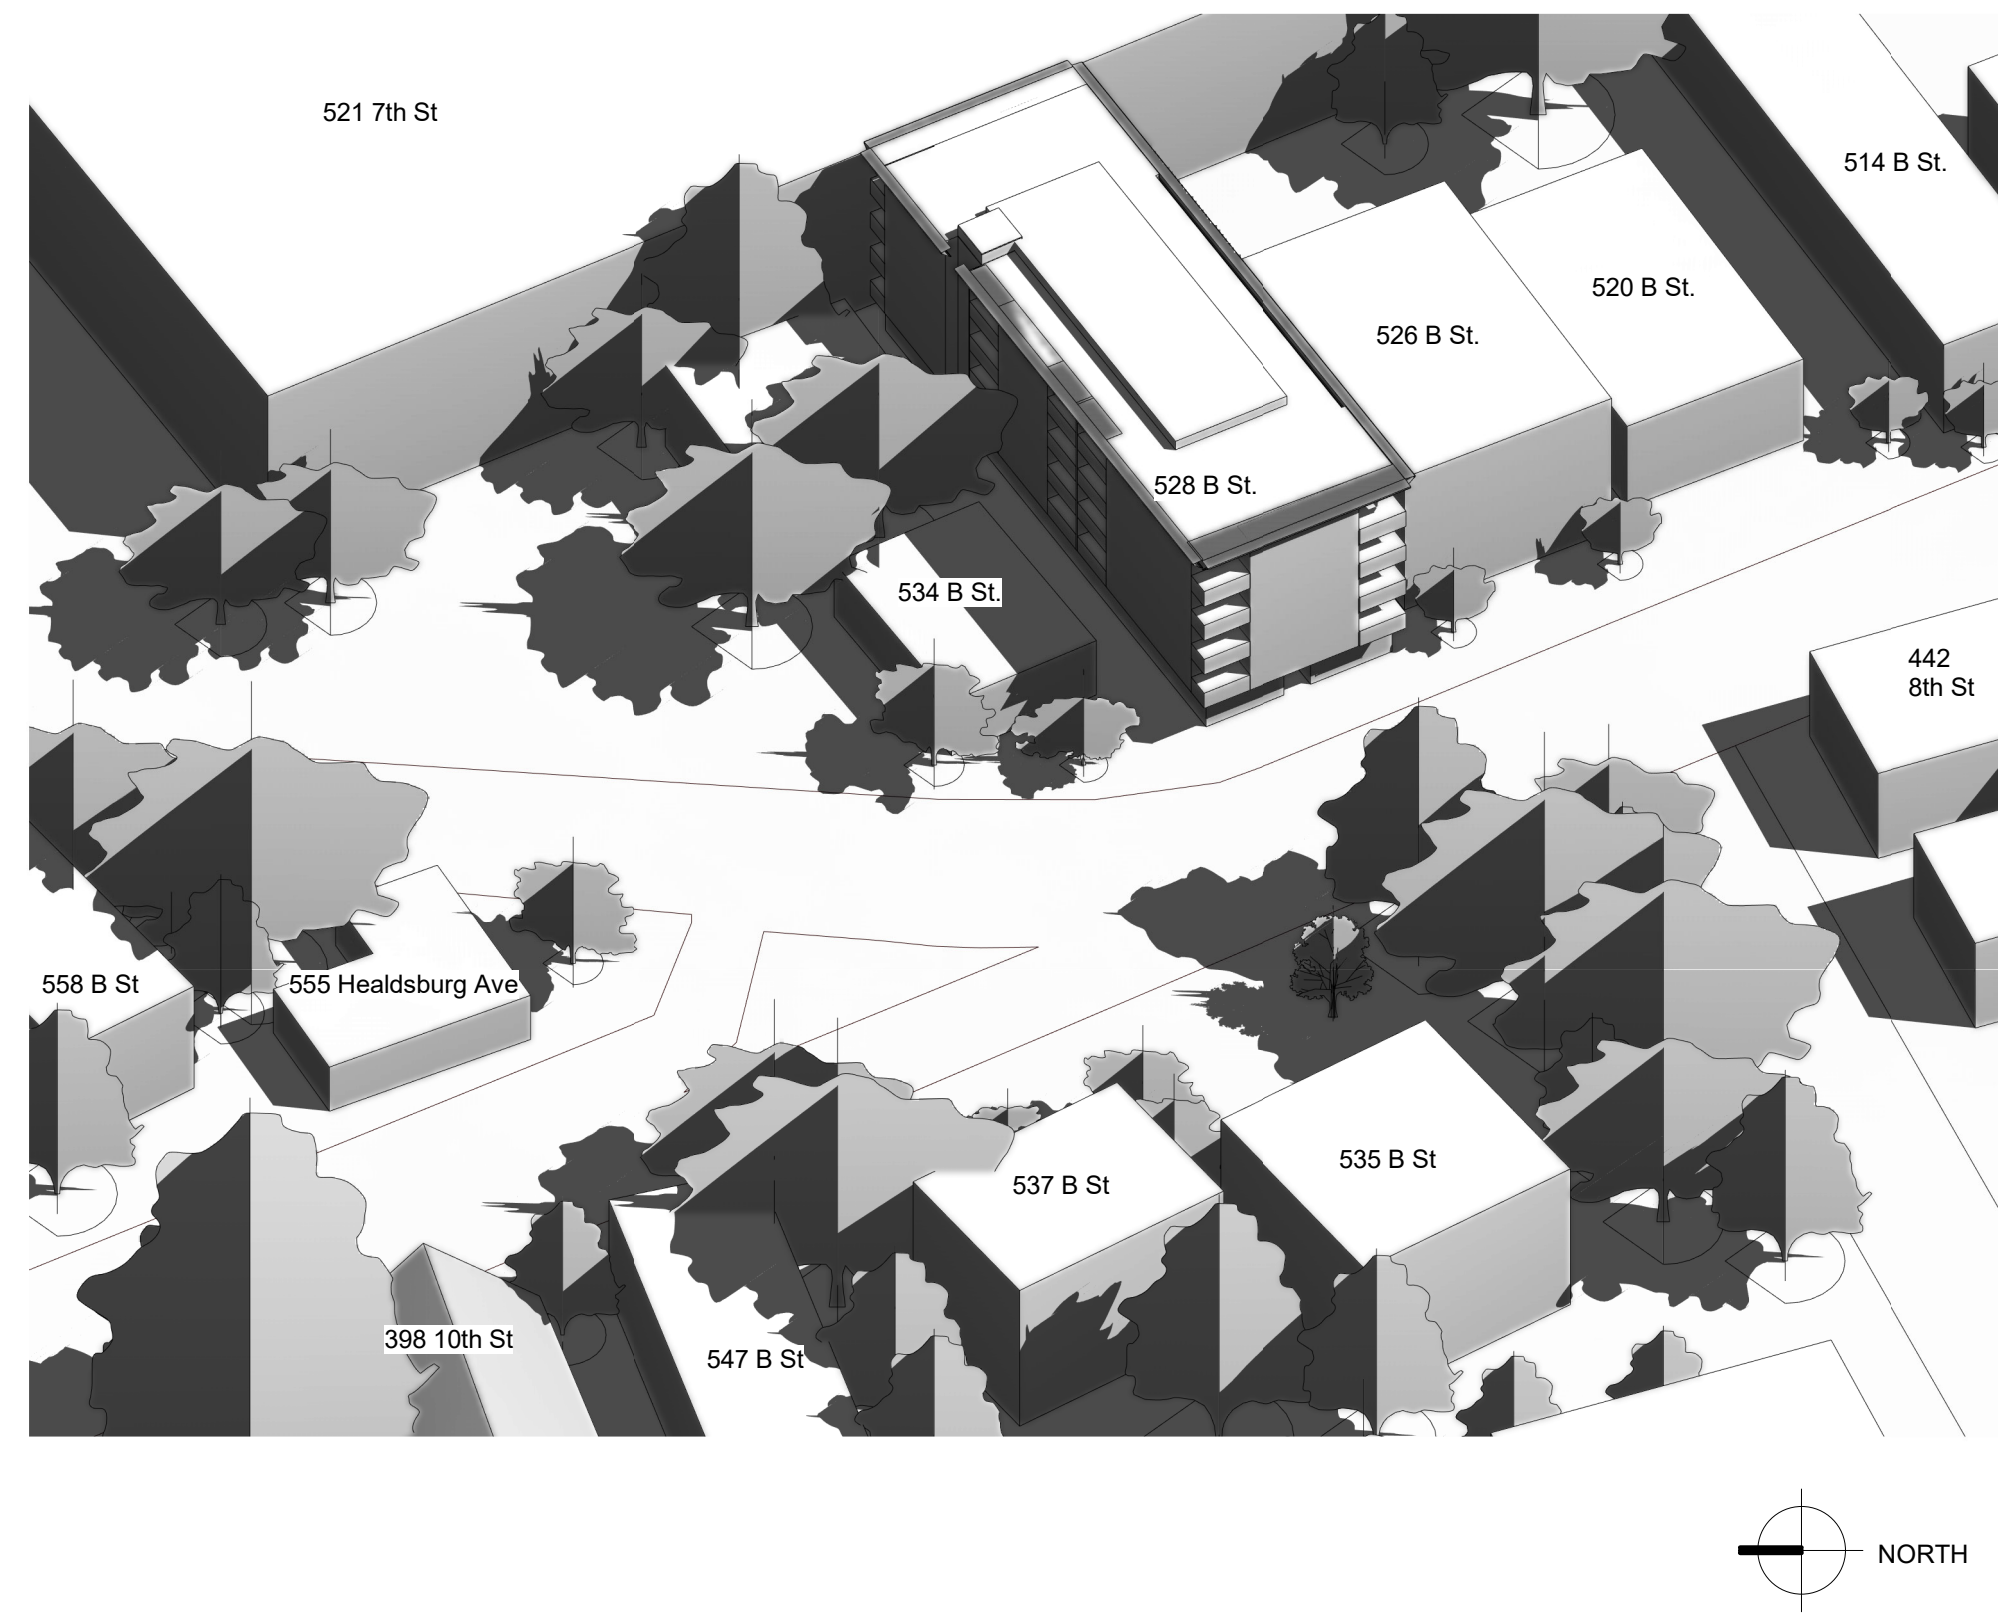 521 7th St
514 B St.
520 B St.
526 B St.
528 B St.
534 B St.
442
8th St
558 B St
555 Healdsburg Ave
535 B St
537 B St
398 10th St
547 B St
NORTH